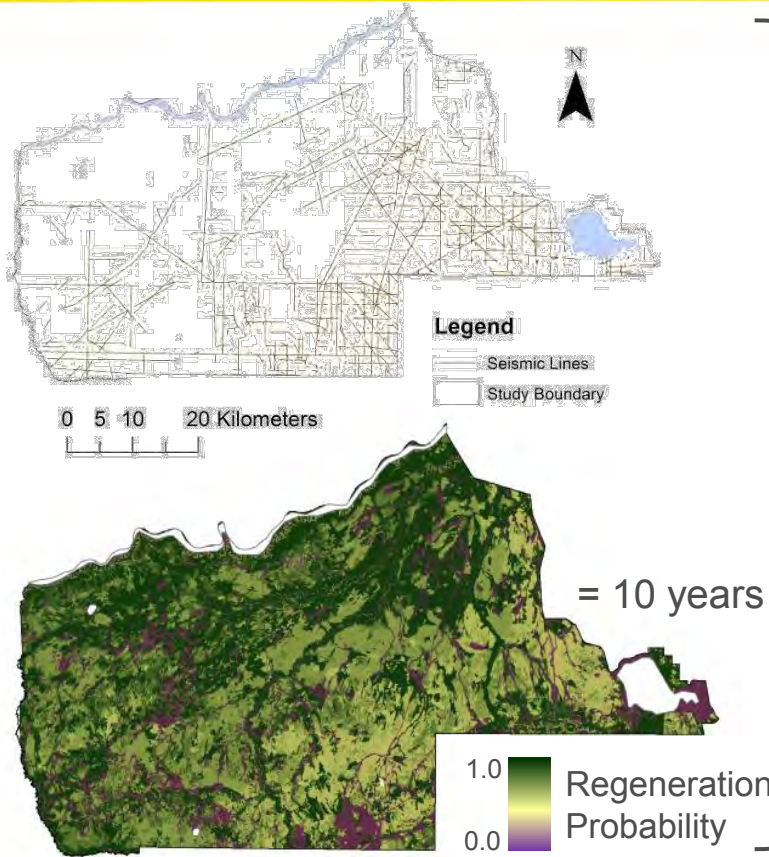 N
Legend
Seismic Lines
Study Boundary
0 5 10 20 Kilometers
= 10 years
1.0
0.0
Regeneration
Probability